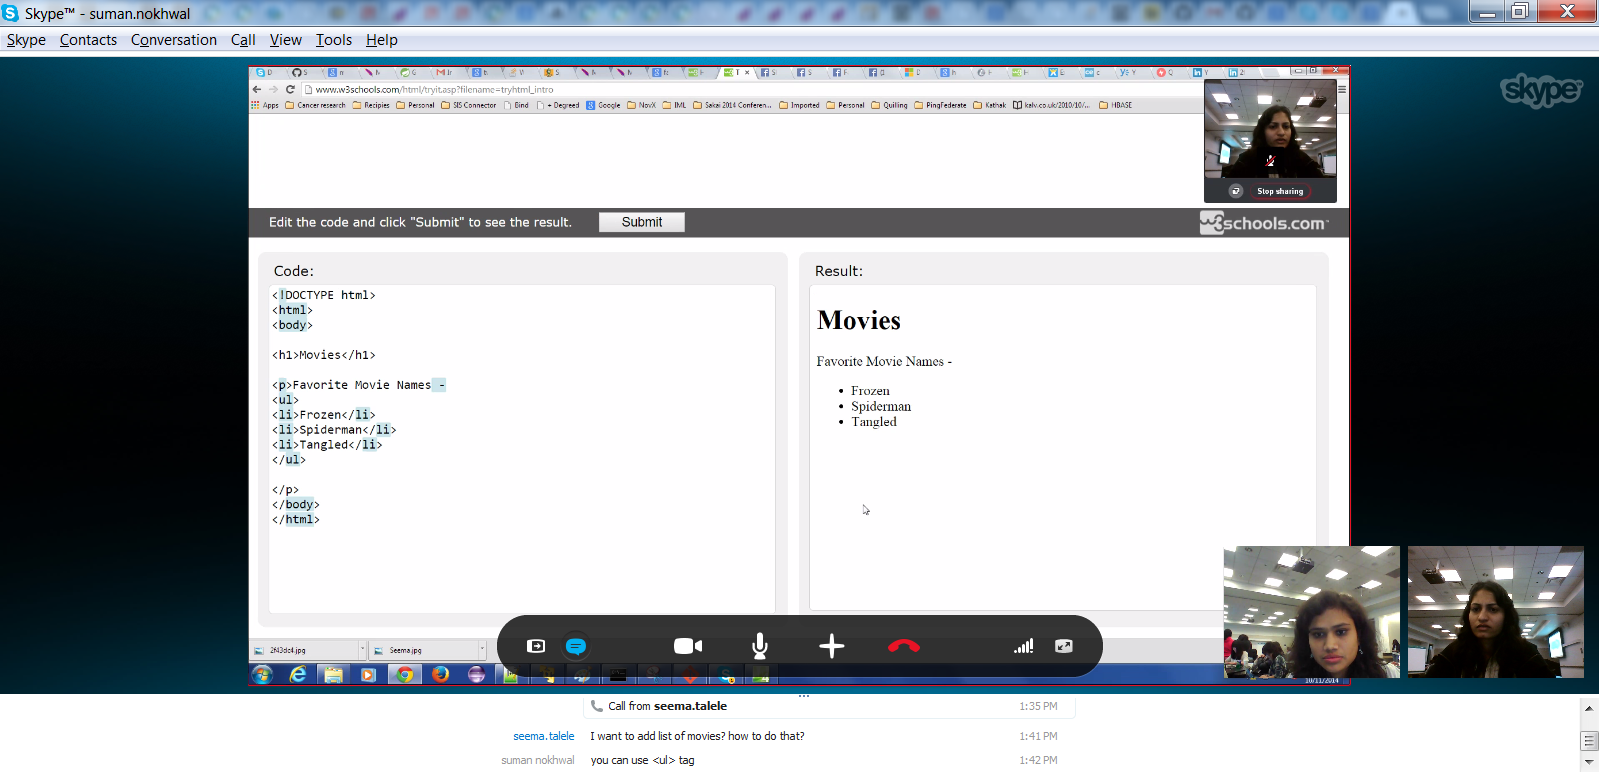 Skype™ - suman.nokhwal
Skype Contacts Conversation Call View Tools Help
www.w3schools.com/html/tryit.asp?filename=tryhtml_intro
Apps Cancer research Recipies Personal SIS Connector Bind + Degreed Google NovX IML Sakai 2014 Conferen... Imported Personal Quilling PingFederate Kathak kalv.co.uk/2010/10/... HBASE
skype
Stop sharing
Edit the code and click "Submit" to see the result. Submit
w3schools.com
Code:
<!DOCTYPE html>
<html>
<body>
<h1>Movies</h1>
<p>Favorite Movie Names -
<ul>
<li>Frozen</li>
<li>Spiderman</li>
<li>Tangled</li>
</ul>
</p>
</body>
</html>
Result:
Movies
Favorite Movie Names -
• Frozen
• Spiderman
• Tangled
2f43dc4.jpg Seema.jpg
10/11/2014
Call from seema.talele 1:35 PM
seema.talele I want to add list of movies? how to do that? 1:41 PM
suman nokhwal you can use <ul> tag 1:42 PM